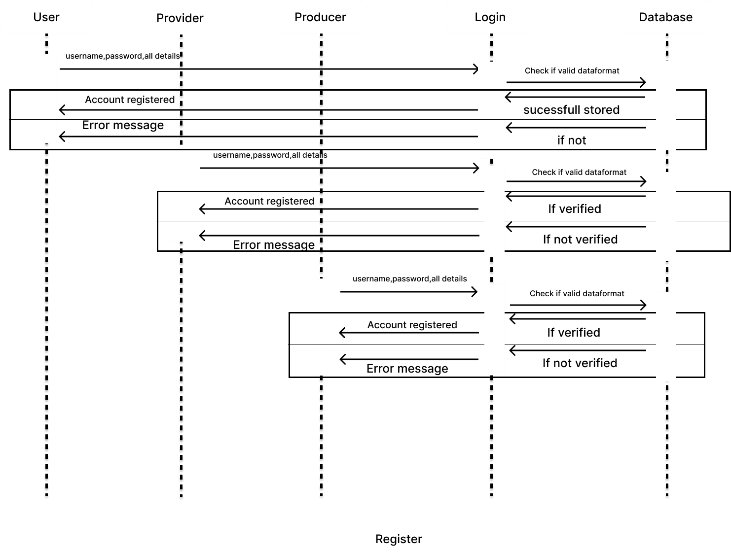 User
Provider
Producer
Login
Database
username,password,all details
Check if valid dataformat
Account registered
sucessfull stored
Error message
if not
username,password,all details
Check if valid dataformat
Account registered
If verified
Error message
If not verified
username,password,all details
Check if valid dataformat
Account registered
If verified
Error message
If not verified
Register